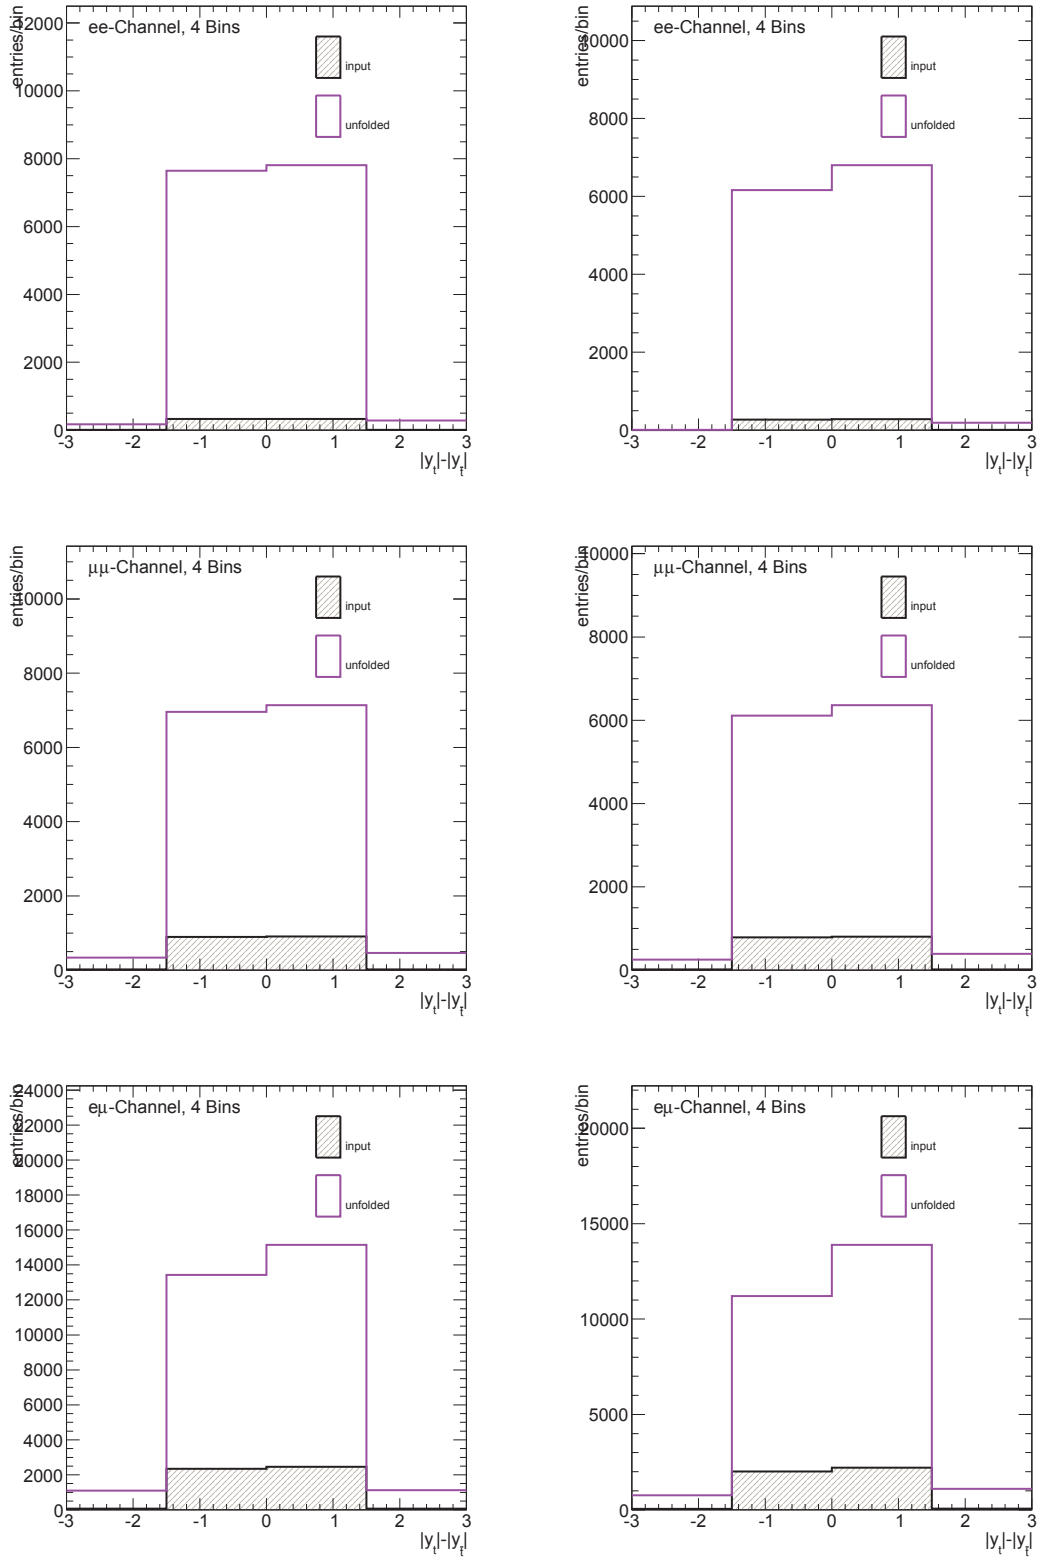 entries/bin
ee-Channel, 4 Bins
input
unfolded
12000
10000
8000
6000
4000
2000
0
-3 -2 -1 0 1 2 3
|y_t|-|y_t̄|
entries/bin
ee-Channel, 4 Bins
input
unfolded
10000
8000
6000
4000
2000
0
-3 -2 -1 0 1 2 3
|y_t|-|y_t̄|
entries/bin
μμ-Channel, 4 Bins
input
unfolded
10000
8000
6000
4000
2000
0
-3 -2 -1 0 1 2 3
|y_t|-|y_t̄|
entries/bin
μμ-Channel, 4 Bins
input
unfolded
10000
8000
6000
4000
2000
0
-3 -2 -1 0 1 2 3
|y_t|-|y_t̄|
entries/bin
eμ-Channel, 4 Bins
input
unfolded
24000
22000
20000
18000
16000
14000
12000
10000
8000
6000
4000
2000
0
-3 -2 -1 0 1 2 3
|y_t|-|y_t̄|
entries/bin
eμ-Channel, 4 Bins
input
unfolded
20000
15000
10000
5000
0
-3 -2 -1 0 1 2 3
|y_t|-|y_t̄|